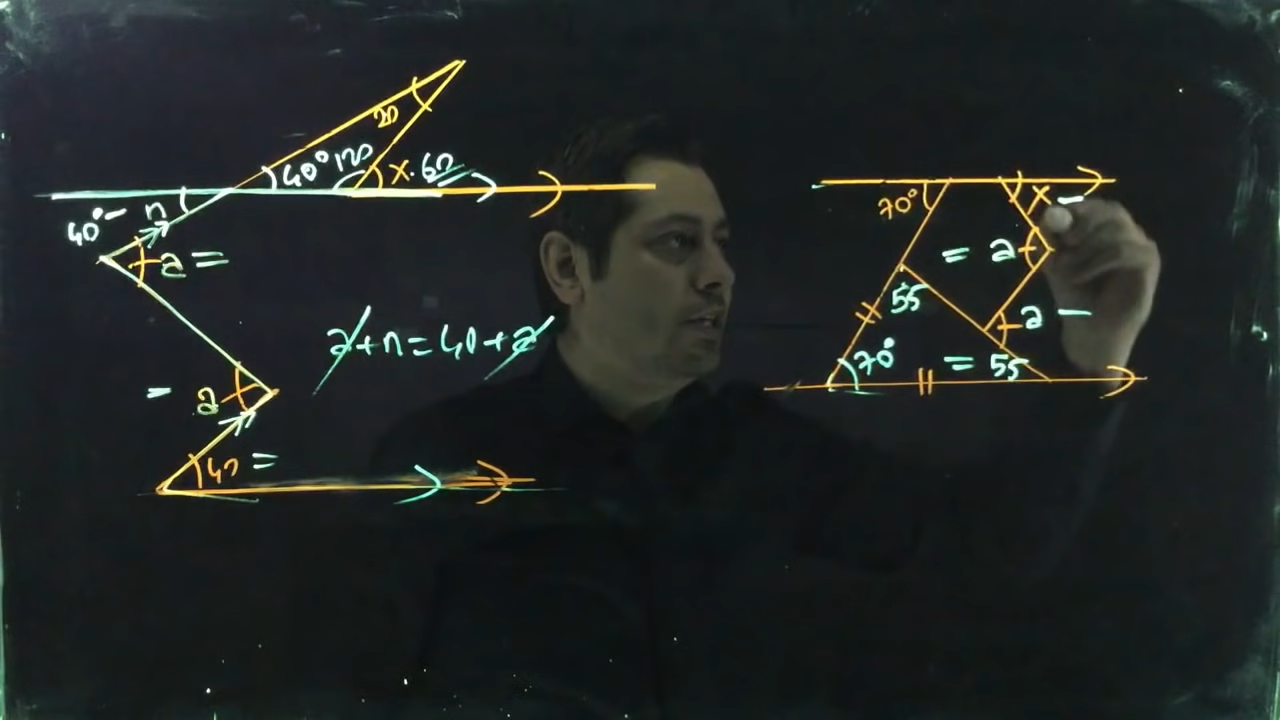 20
40° 120 x·60
40° n
a =
a + n = 40 + a
= a
40 =
70° x
= a
55 a
70° = 55